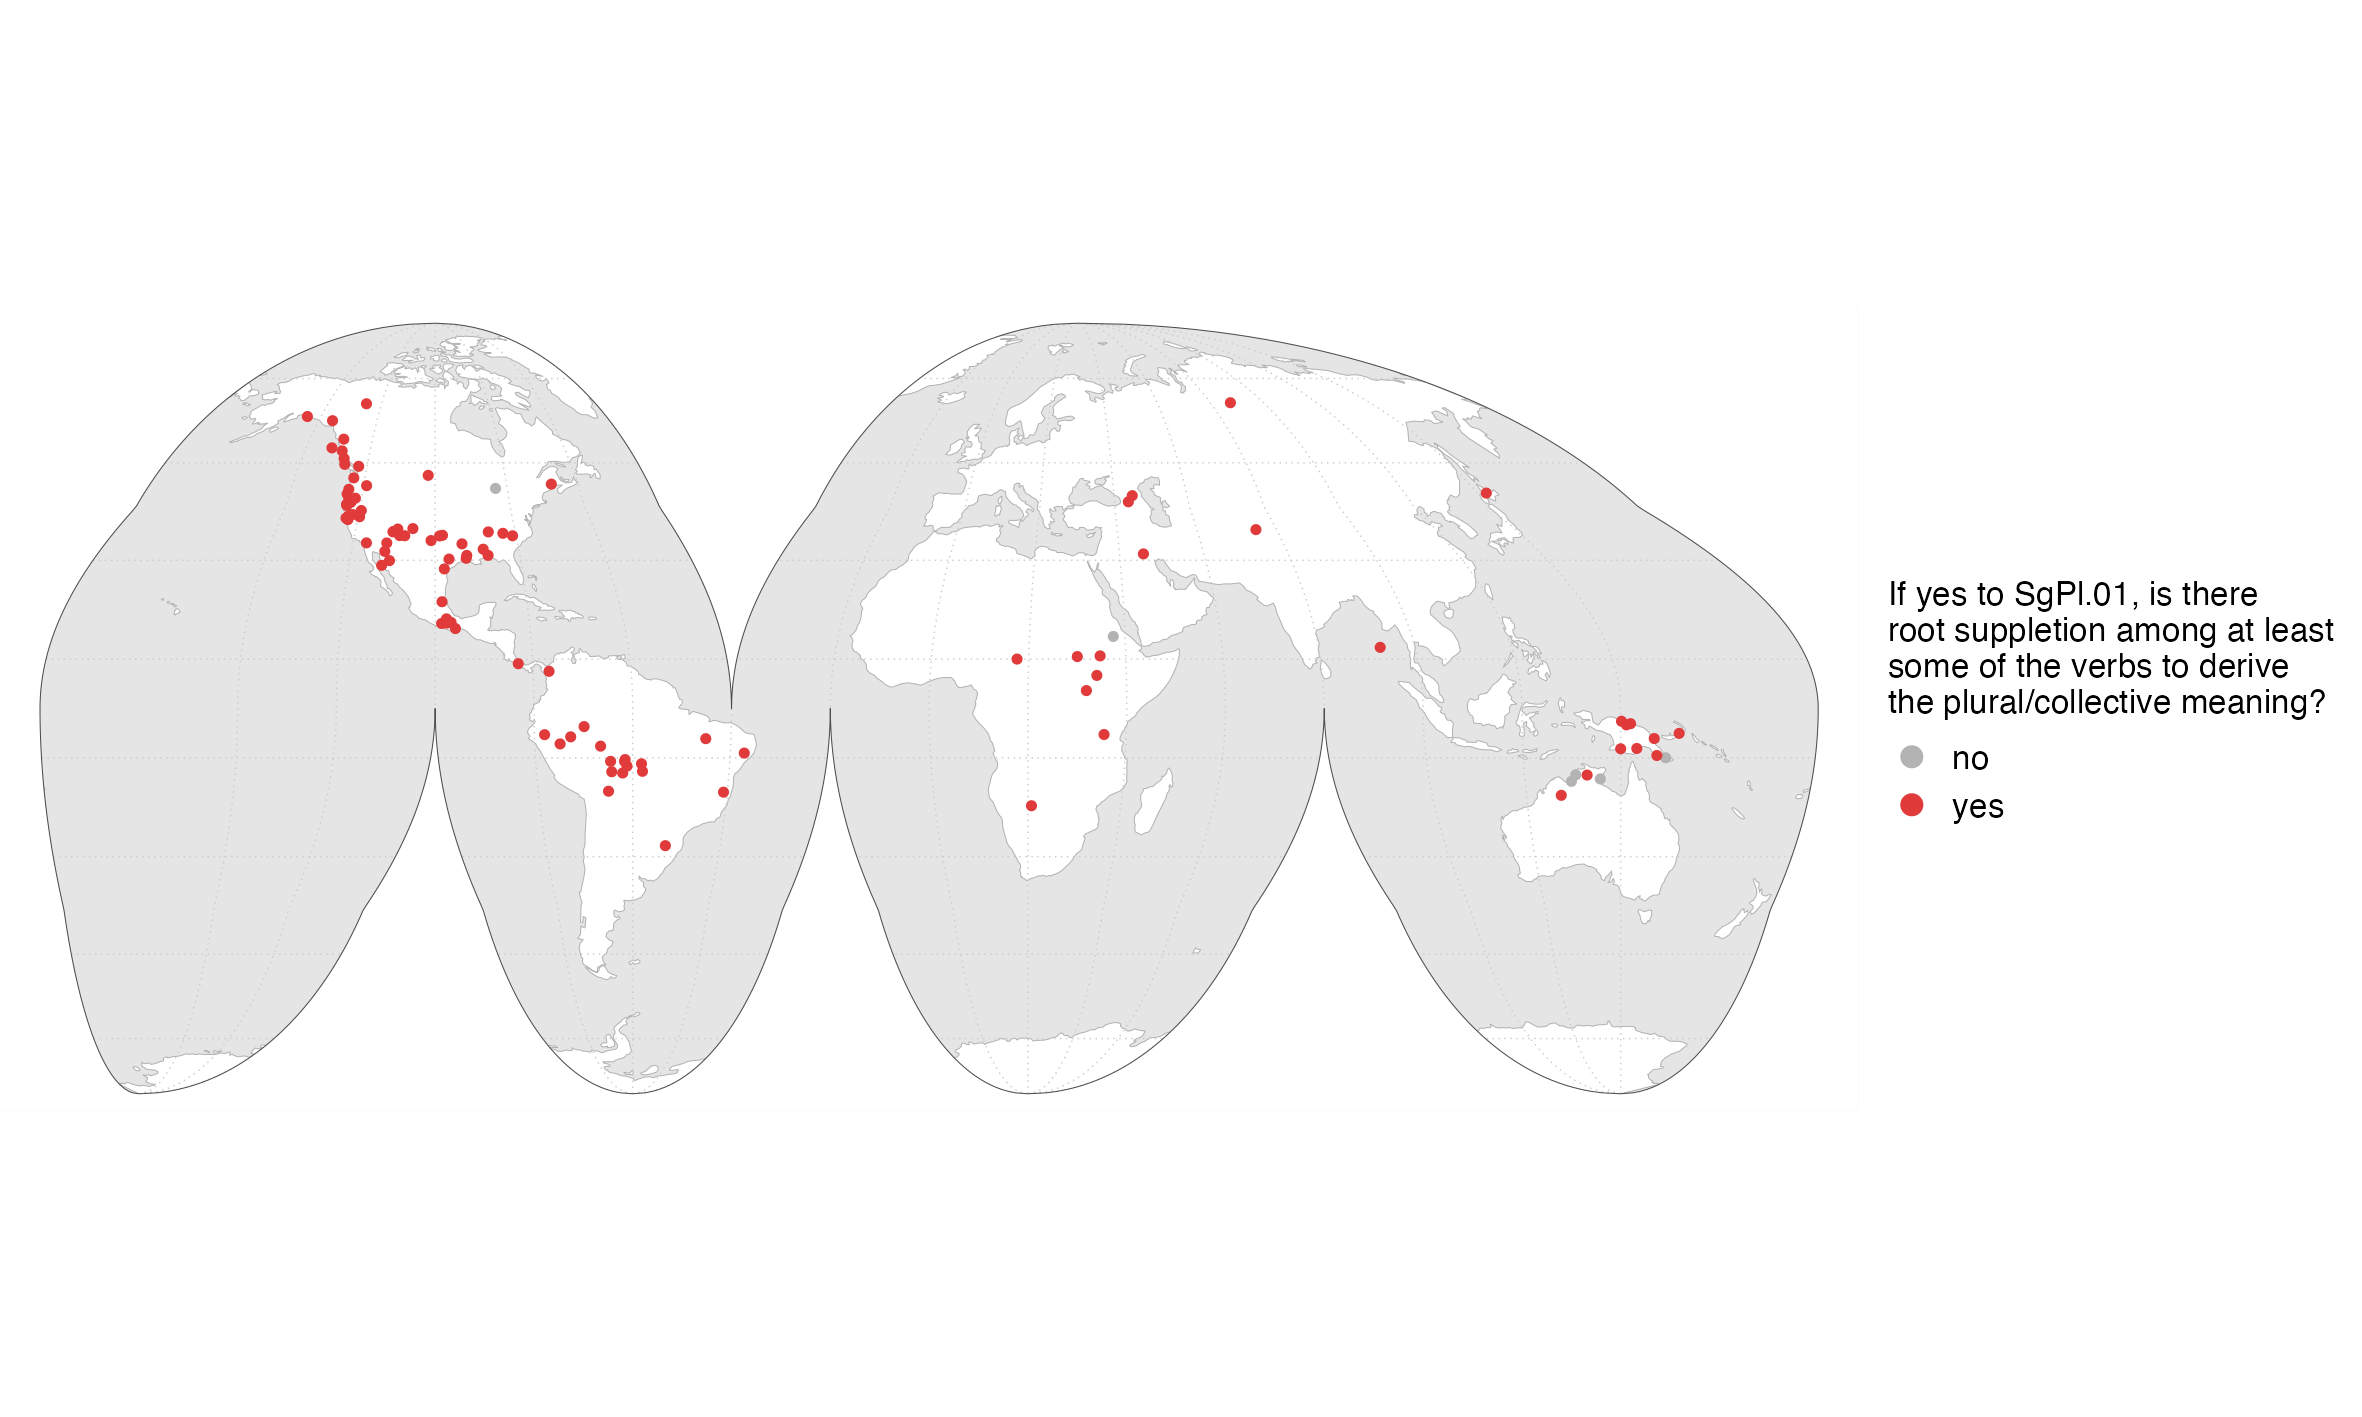 If yes to SgPl.01, is there
root suppletion among at least
some of the verbs to derive
the plural/collective meaning?
no
yes